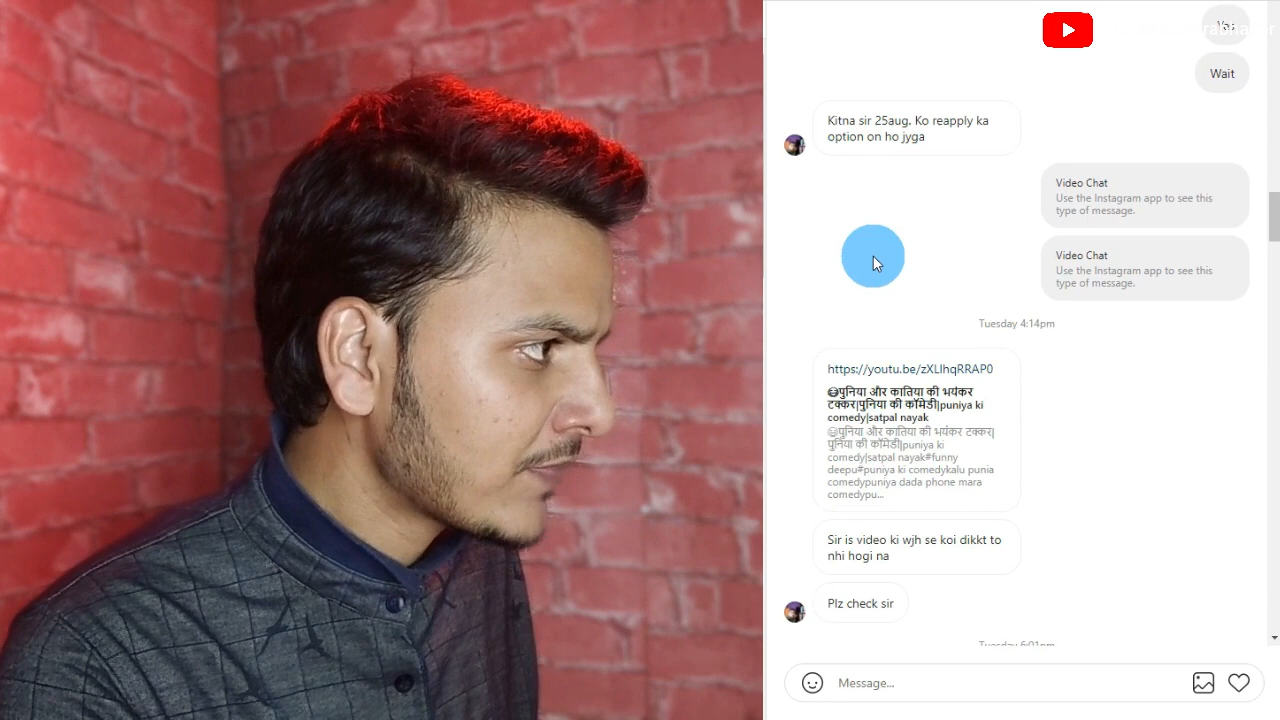 Wait
Kitna sir 25aug. Ko reapply ka
option on ho jyga
Video Chat
Use the Instagram app to see this
type of message.
Video Chat
Use the Instagram app to see this
type of message.
Tuesday 4:14pm
https://youtu.be/zXLlhqRRAP0
😂पुनिया और कातिया की भयंकर
टक्कर|पुनिया की कॉमेडी|puniya ki
comedy|satpal nayak
😂पुनिया और कातिया की भयंकर टक्कर|
पुनिया की कॉमेडी|puniya ki
comedy|satpal nayak#funny
deepu#puniya ki comedykalu punia
comedypuniya dada phone mara
comedypu...
Sir is video ki wjh se koi dikkt to
nhi hogi na
Plz check sir
Tuesday 6:01pm
Message...